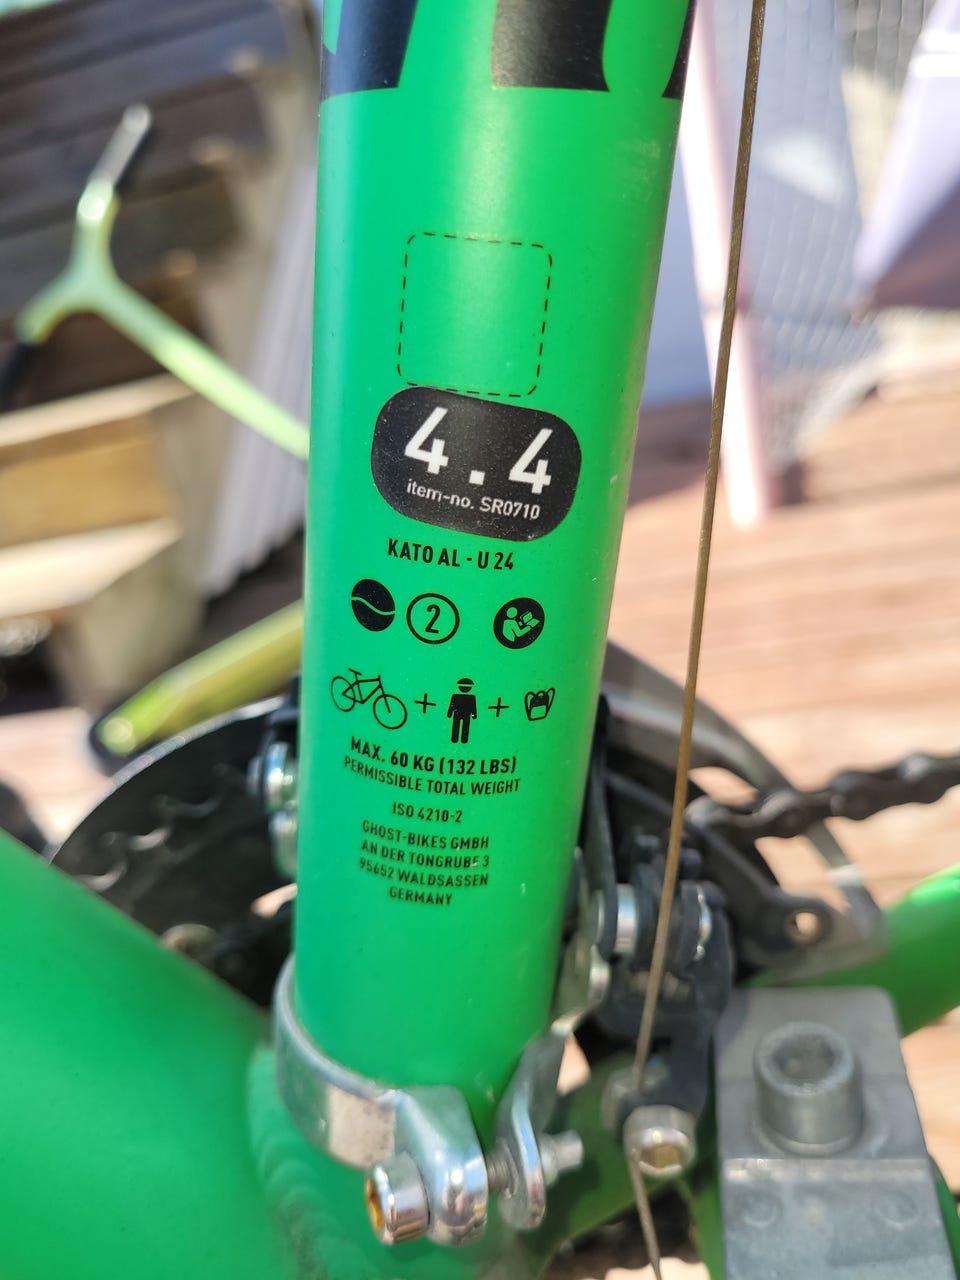 4.4
item-no. SR0710
KATO AL - U 24
2
MAX. 60 KG (132 LBS)
PERMISSIBLE TOTAL WEIGHT
ISO 4210-2
GHOST-BIKES GMBH
AN DER TONGRUBE 3
95652 WALDSASSEN
GERMANY